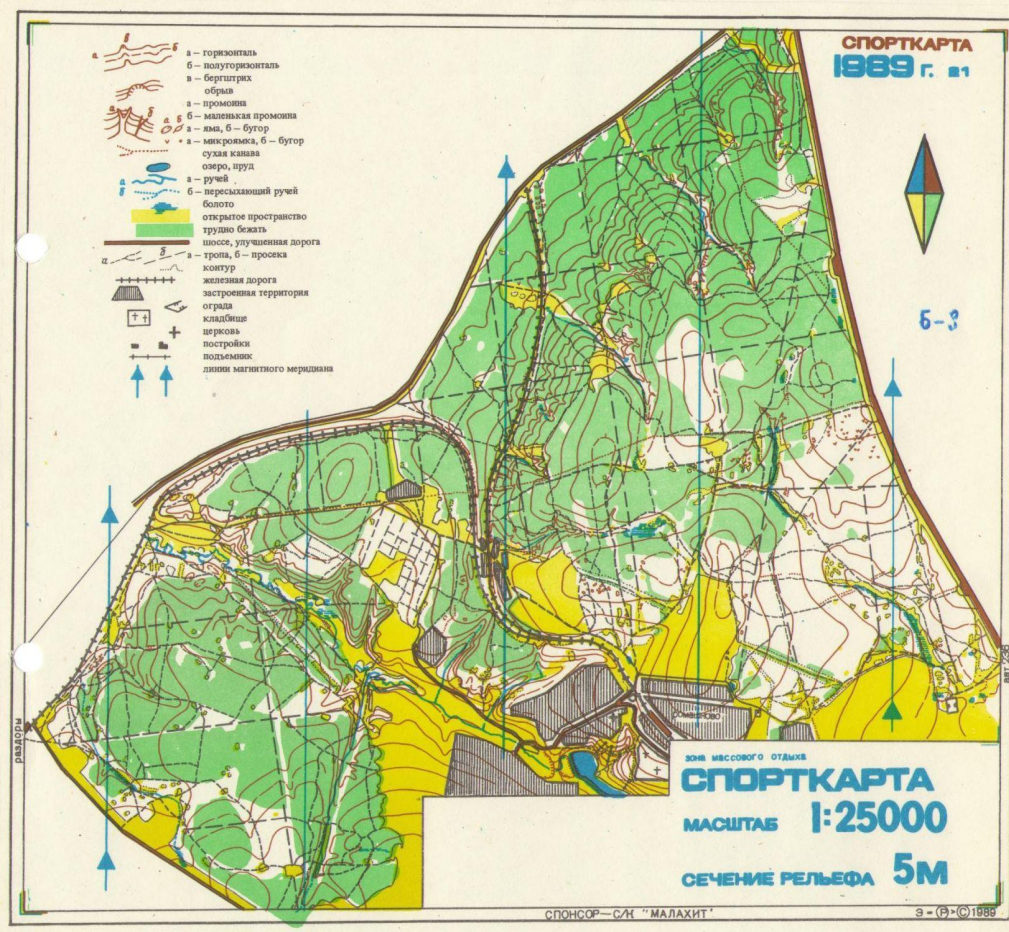 а – горизонталь
б – полугоризонталь
в – бергштрих
обрыв
а – промоина
б – маленькая промоина
а – яма, б – бугор
а – микроямка, б – бугор
сухая канава
озеро, пруд
а – ручей
б – пересыхающий ручей
болото
открытое пространство
трудно бежать
шоссе, улучшенная дорога
а – тропа, б – просека
контур
железная дорога
застроенная территория
ограда
кладбище
церковь
постройки
подъемник
линии магнитного меридиана
СПОРТКАРТА
1989 г.
Б-3
раздоры
зона массового отдыха
СПОРТКАРТА
МАСШТАБ 1:25000
СЕЧЕНИЕ РЕЛЬЕФА 5М
СПОНСОР—С/К "МАЛАХИТ"
Э – Ⓟ · Ⓒ 1989